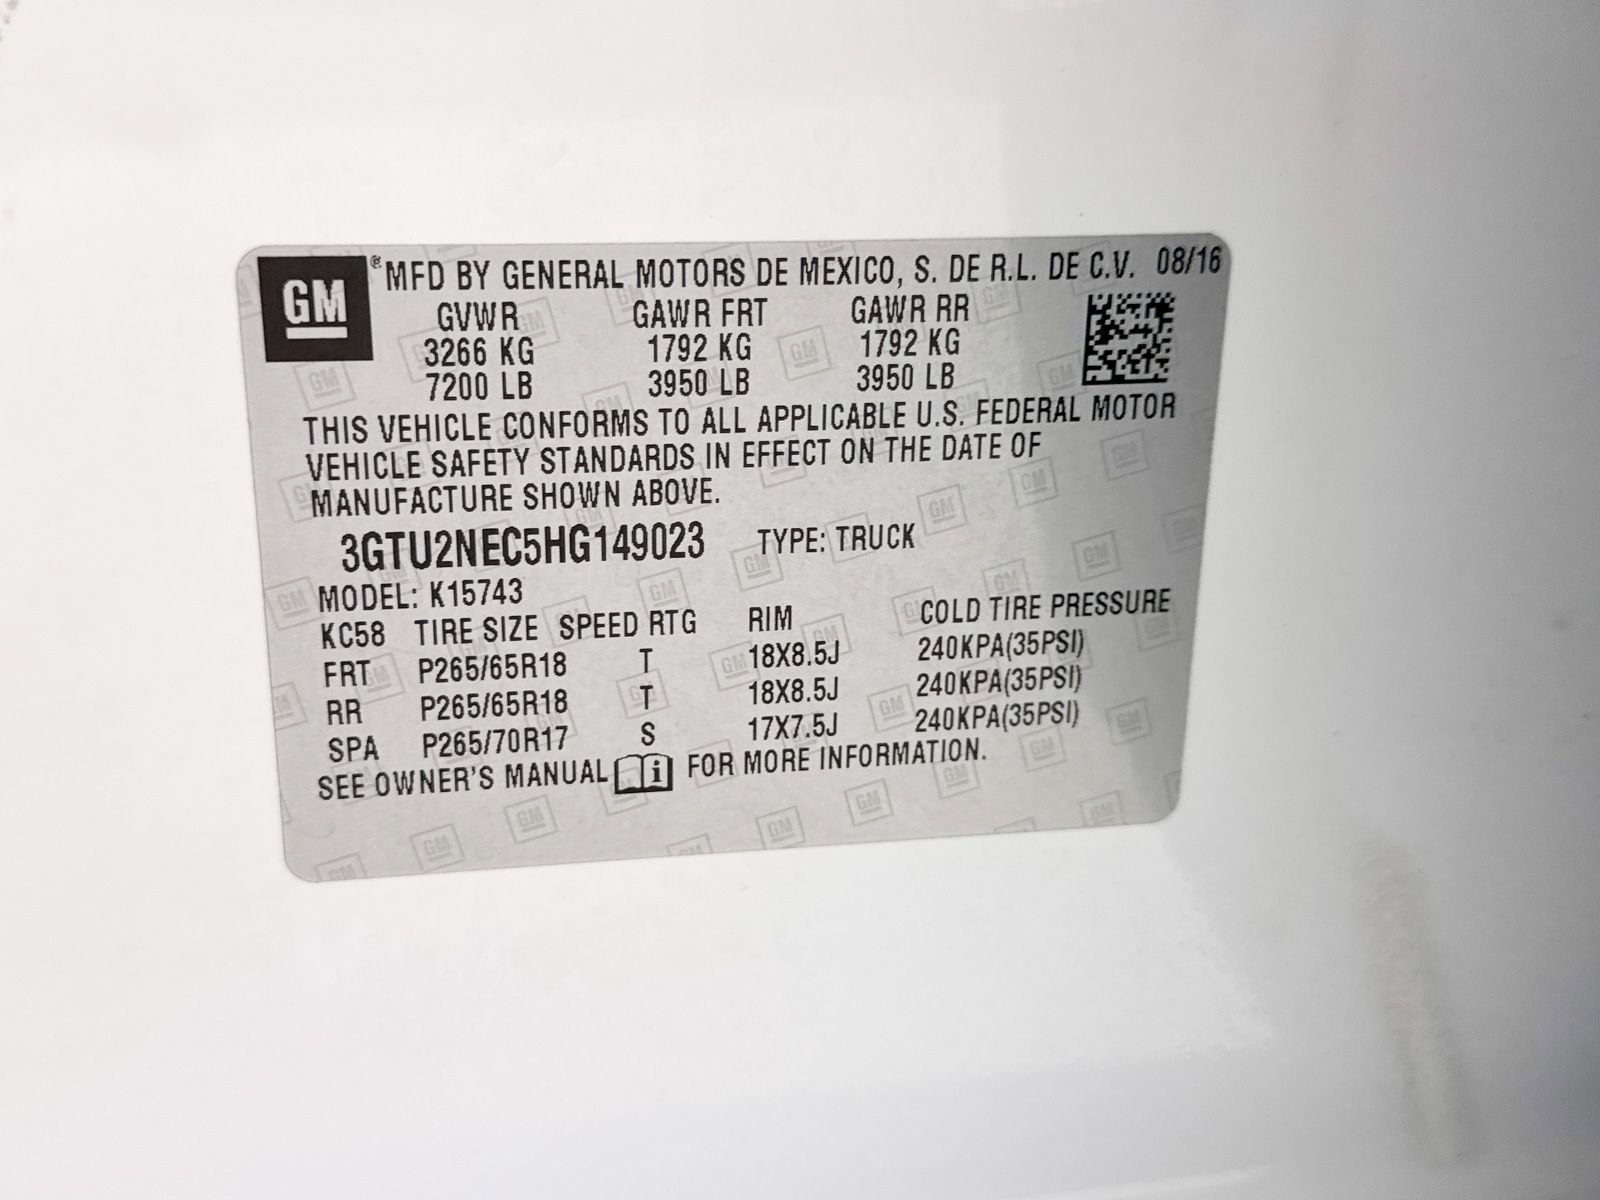 GM ® MFD BY GENERAL MOTORS DE MEXICO, S. DE R.L. DE C.V. 08/16
GVWR GAWR FRT GAWR RR
3266 KG 1792 KG 1792 KG
7200 LB 3950 LB 3950 LB
THIS VEHICLE CONFORMS TO ALL APPLICABLE U.S. FEDERAL MOTOR
VEHICLE SAFETY STANDARDS IN EFFECT ON THE DATE OF
MANUFACTURE SHOWN ABOVE.
3GTU2NEC5HG149023 TYPE: TRUCK
MODEL: K15743
KC58 TIRE SIZE SPEED RTG RIM COLD TIRE PRESSURE
FRT P265/65R18 T 18X8.5J 240KPA(35PSI)
RR P265/65R18 T 18X8.5J 240KPA(35PSI)
SPA P265/70R17 S 17X7.5J 240KPA(35PSI)
SEE OWNER'S MANUAL i FOR MORE INFORMATION.